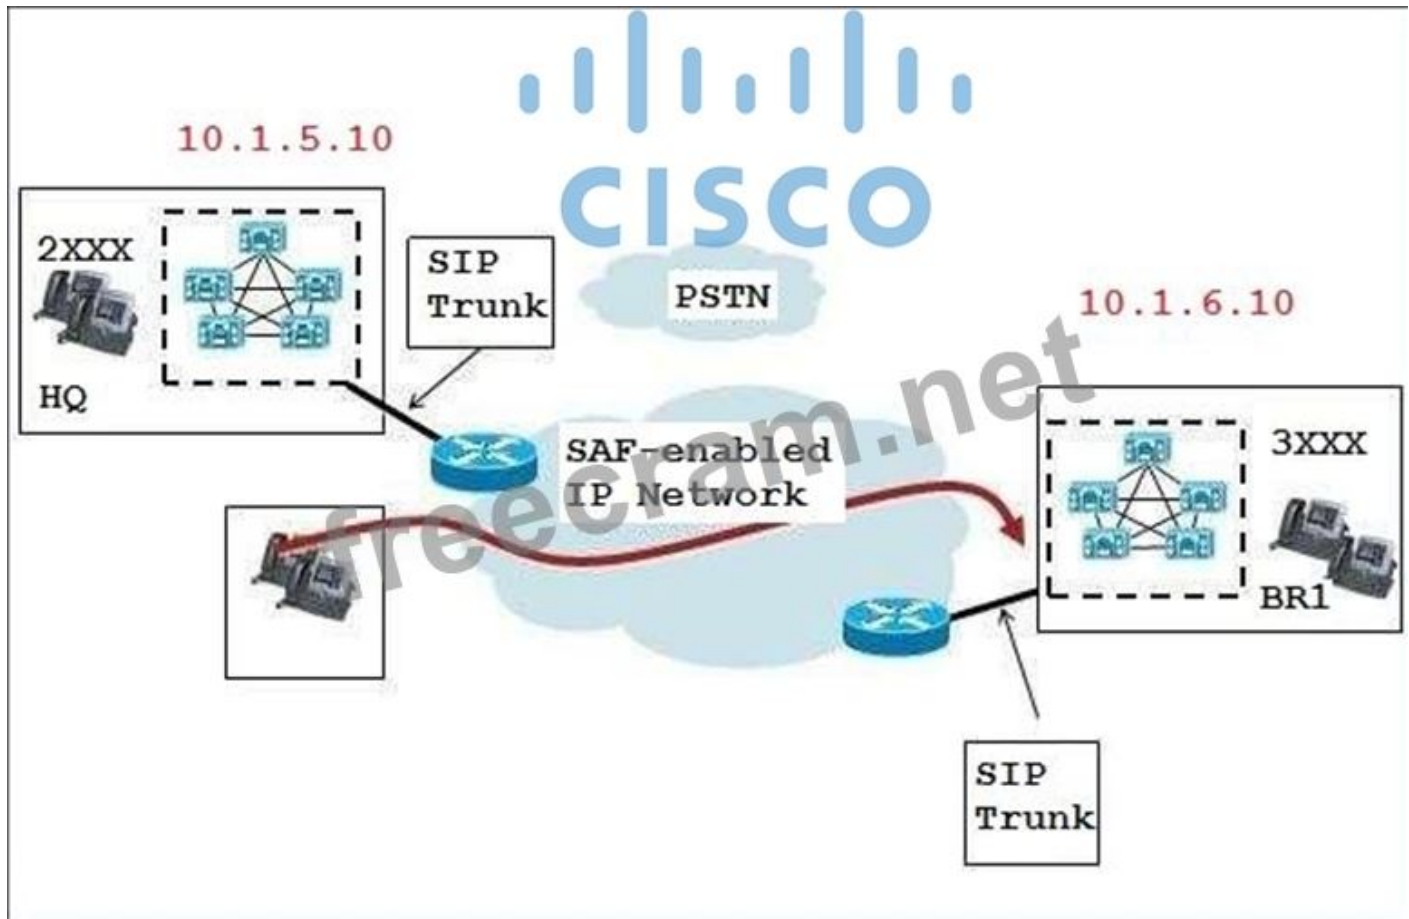 CISCO
10.1.5.10
2XXX
HQ
SIP
Trunk
PSTN
10.1.6.10
SAF-enabled
IP Network
3XXX
BR1
SIP
Trunk
freecram.net